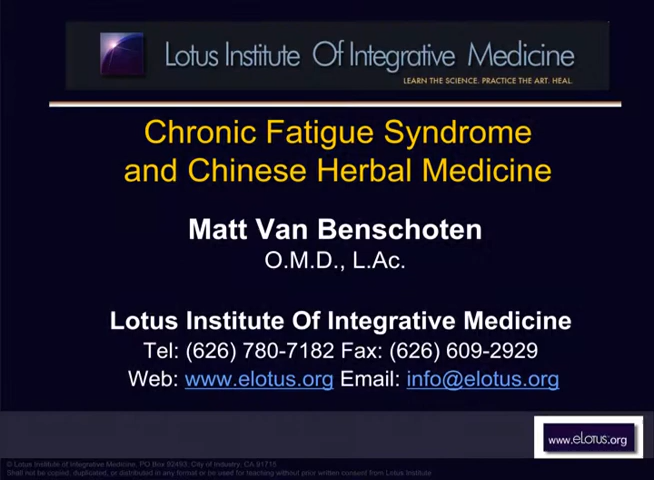 Lotus Institute Of Integrative Medicine
LEARN THE SCIENCE. PRACTICE THE ART. HEAL.
Chronic Fatigue Syndrome
and Chinese Herbal Medicine
Matt Van Benschoten
O.M.D., L.Ac.
Lotus Institute Of Integrative Medicine
Tel: (626) 780-7182 Fax: (626) 609-2929
Web: www.elotus.org Email: info@elotus.org
www.eLotus.org
© Lotus Institute of Integrative Medicine, PO Box 92493, City of Industry, CA 91715
Shall not be copied, duplicated, or distributed in any format or be used for teaching without prior written consent from Lotus Institute